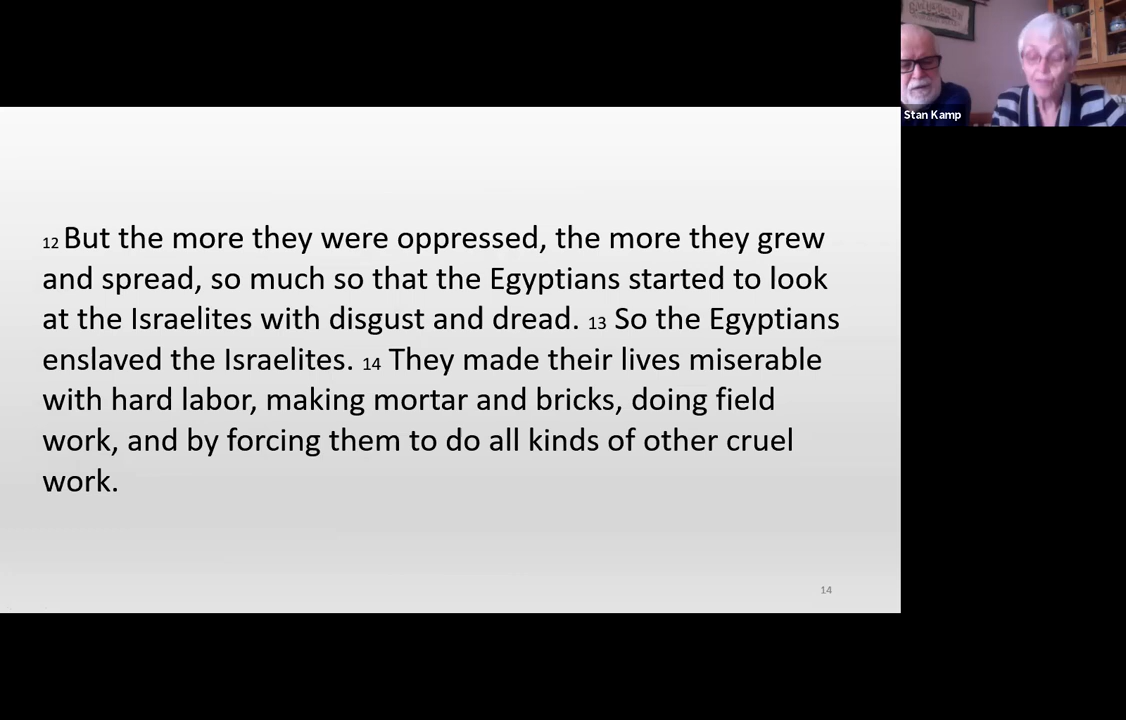 Stan Kamp
12 But the more they were oppressed, the more they grew
and spread, so much so that the Egyptians started to look
at the Israelites with disgust and dread. 13 So the Egyptians
enslaved the Israelites. 14 They made their lives miserable
with hard labor, making mortar and bricks, doing field
work, and by forcing them to do all kinds of other cruel
work.
14